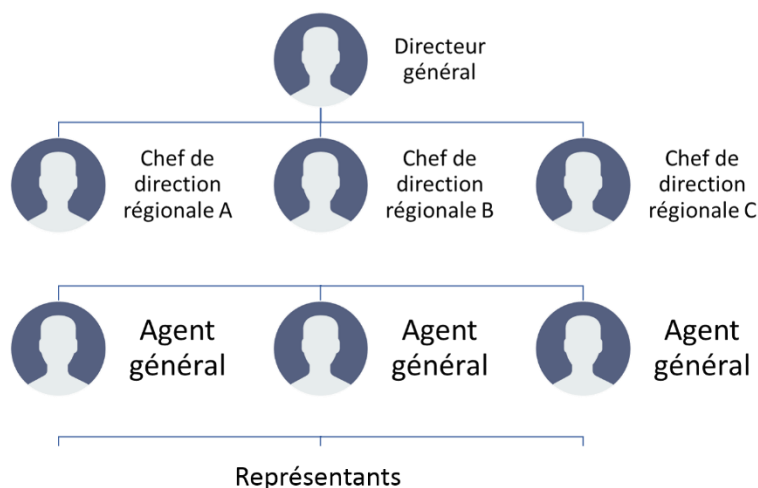 Directeur
général
Chef de
direction
régionale A
Chef de
direction
régionale B
Chef de
direction
régionale C
Agent
général
Agent
général
Agent
général
Représentants